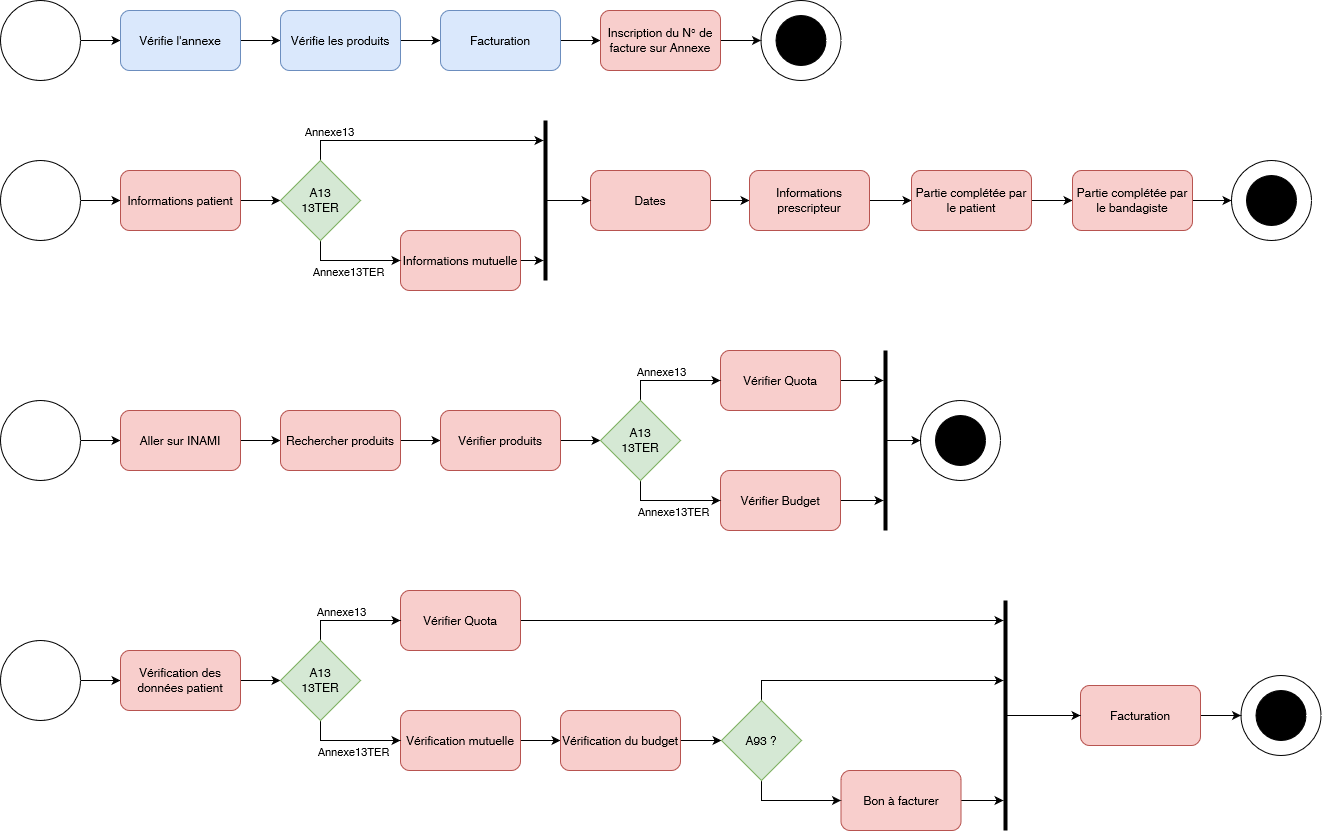 Vérifie l'annexe
Vérifie les produits
Facturation
Inscription du N° de
facture sur Annexe
Informations patient
A13
13TER
Annexe13
Annexe13TER
Informations mutuelle
Dates
Informations
prescripteur
Partie complétée par
le patient
Partie complétée par
le bandagiste
Aller sur INAMI
Rechercher produits
Vérifier produits
A13
13TER
Annexe13
Vérifier Quota
Annexe13TER
Vérifier Budget
Vérification des
données patient
A13
13TER
Annexe13
Vérifier Quota
Annexe13TER
Vérification mutuelle
Vérification du budget
A93 ?
Bon à facturer
Facturation